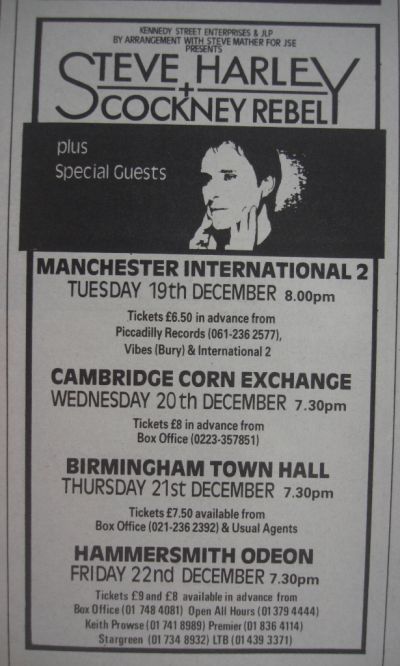 KENNEDY STREET ENTERPRISES & JLP
BY ARRANGEMENT WITH STEVE MATHER FOR JSE
PRESENTS
STEVE HARLEY
+
COCKNEY REBEL
plus
Special Guests
MANCHESTER INTERNATIONAL 2
TUESDAY 19th DECEMBER 8.00pm
Tickets £6.50 in advance from
Piccadilly Records (061-236 2577),
Vibes (Bury) & International 2
CAMBRIDGE CORN EXCHANGE
WEDNESDAY 20th DECEMBER 7.30pm
Tickets £8 in advance from
Box Office (0223-357851)
BIRMINGHAM TOWN HALL
THURSDAY 21st DECEMBER 7.30pm
Tickets £7.50 available from
Box Office (021-236 2392) & Usual Agents
HAMMERSMITH ODEON
FRIDAY 22nd DECEMBER 7.30pm
Tickets £9 and £8 available in advance from
Box Office (01 748 4081) Open All Hours (01 379 4444)
Keith Prowse (01 741 8989) Premier (01 836 4114)
Stargreen (01 734 8932) LTB (01 439 3371)